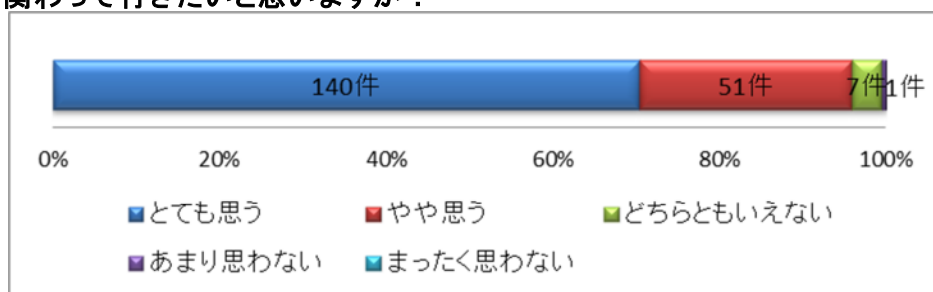 関わって行きたいと思いますか？
140件 51件 7件 1件
0% 20% 40% 60% 80% 100%
とても思う やや思う どちらともいえない
あまり思わない まったく思わない